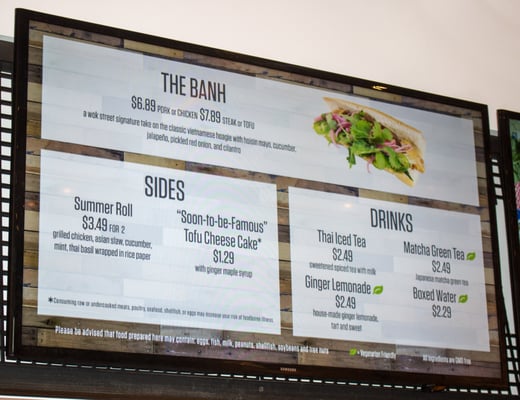 THE BANH
$6.89 PORK or CHICKEN $7.89 STEAK or TOFU
a wok street signature take on the classic vietnamese hoagie with hoisin mayo, cucumber,
jalapeño, pickled red onion, and cilantro
SIDES
Summer Roll
$3.49 FOR 2
grilled chicken, asian slaw, cucumber,
mint, thai basil wrapped in rice paper
"Soon-to-be-Famous"
Tofu Cheese Cake*
$1.29
with ginger maple syrup
*Consuming raw or undercooked meats, poultry, seafood, shellfish, or eggs may increase your risk of foodborne illness.
DRINKS
Thai Iced Tea
$2.49
sweetened spiced tea with milk
Ginger Lemonade
$2.49
house-made ginger lemonade,
tart and sweet
Matcha Green Tea
$2.49
Japanese matcha green tea
Boxed Water
$2.29
Please be advised that food prepared here may contain: eggs, fish, milk, peanuts, shellfish, soybeans and tree nuts
=Vegetarian Friendly
All ingredients are GMO free
SAMSUNG